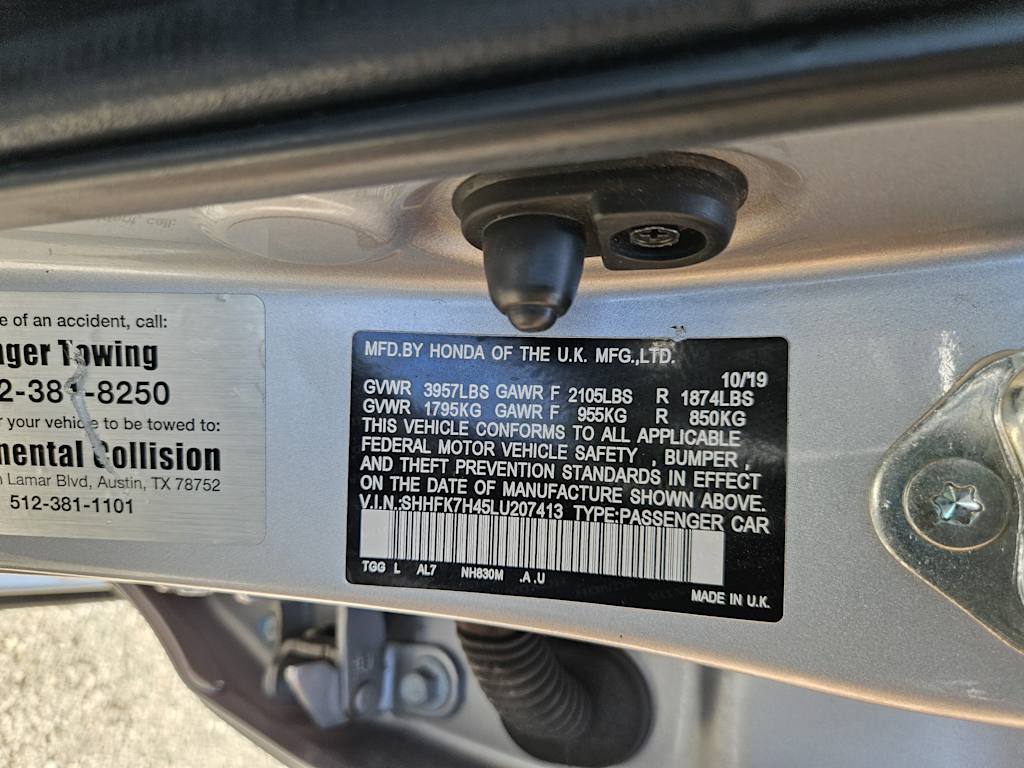 e of an accident, call:
nger Towing
2-381-8250
r your vehicle to be towed to:
mental Collision
Lamar Blvd, Austin, TX 78752
512-381-1101
MFD.BY HONDA OF THE U.K. MFG.,LTD.
10/19
GVWR 3957LBS GAWR F 2105LBS R 1874LBS
GVWR 1795KG GAWR F 955KG R 850KG
THIS VEHICLE CONFORMS TO ALL APPLICABLE
FEDERAL MOTOR VEHICLE SAFETY , BUMPER ,
AND THEFT PREVENTION STANDARDS IN EFFECT
ON THE DATE OF MANUFACTURE SHOWN ABOVE.
V.I.N.:SHHFK7H45LU207413 TYPE:PASSENGER CAR
TGG L AL7 NH830M .A ,U
MADE IN U.K.